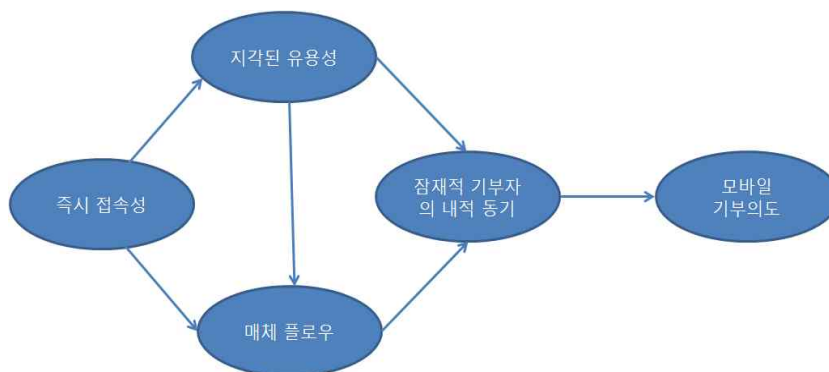 지각된 유용성
즉시 접속성
잠재적 기부자
의 내적 동기
모바일
기부의도
매체 플로우